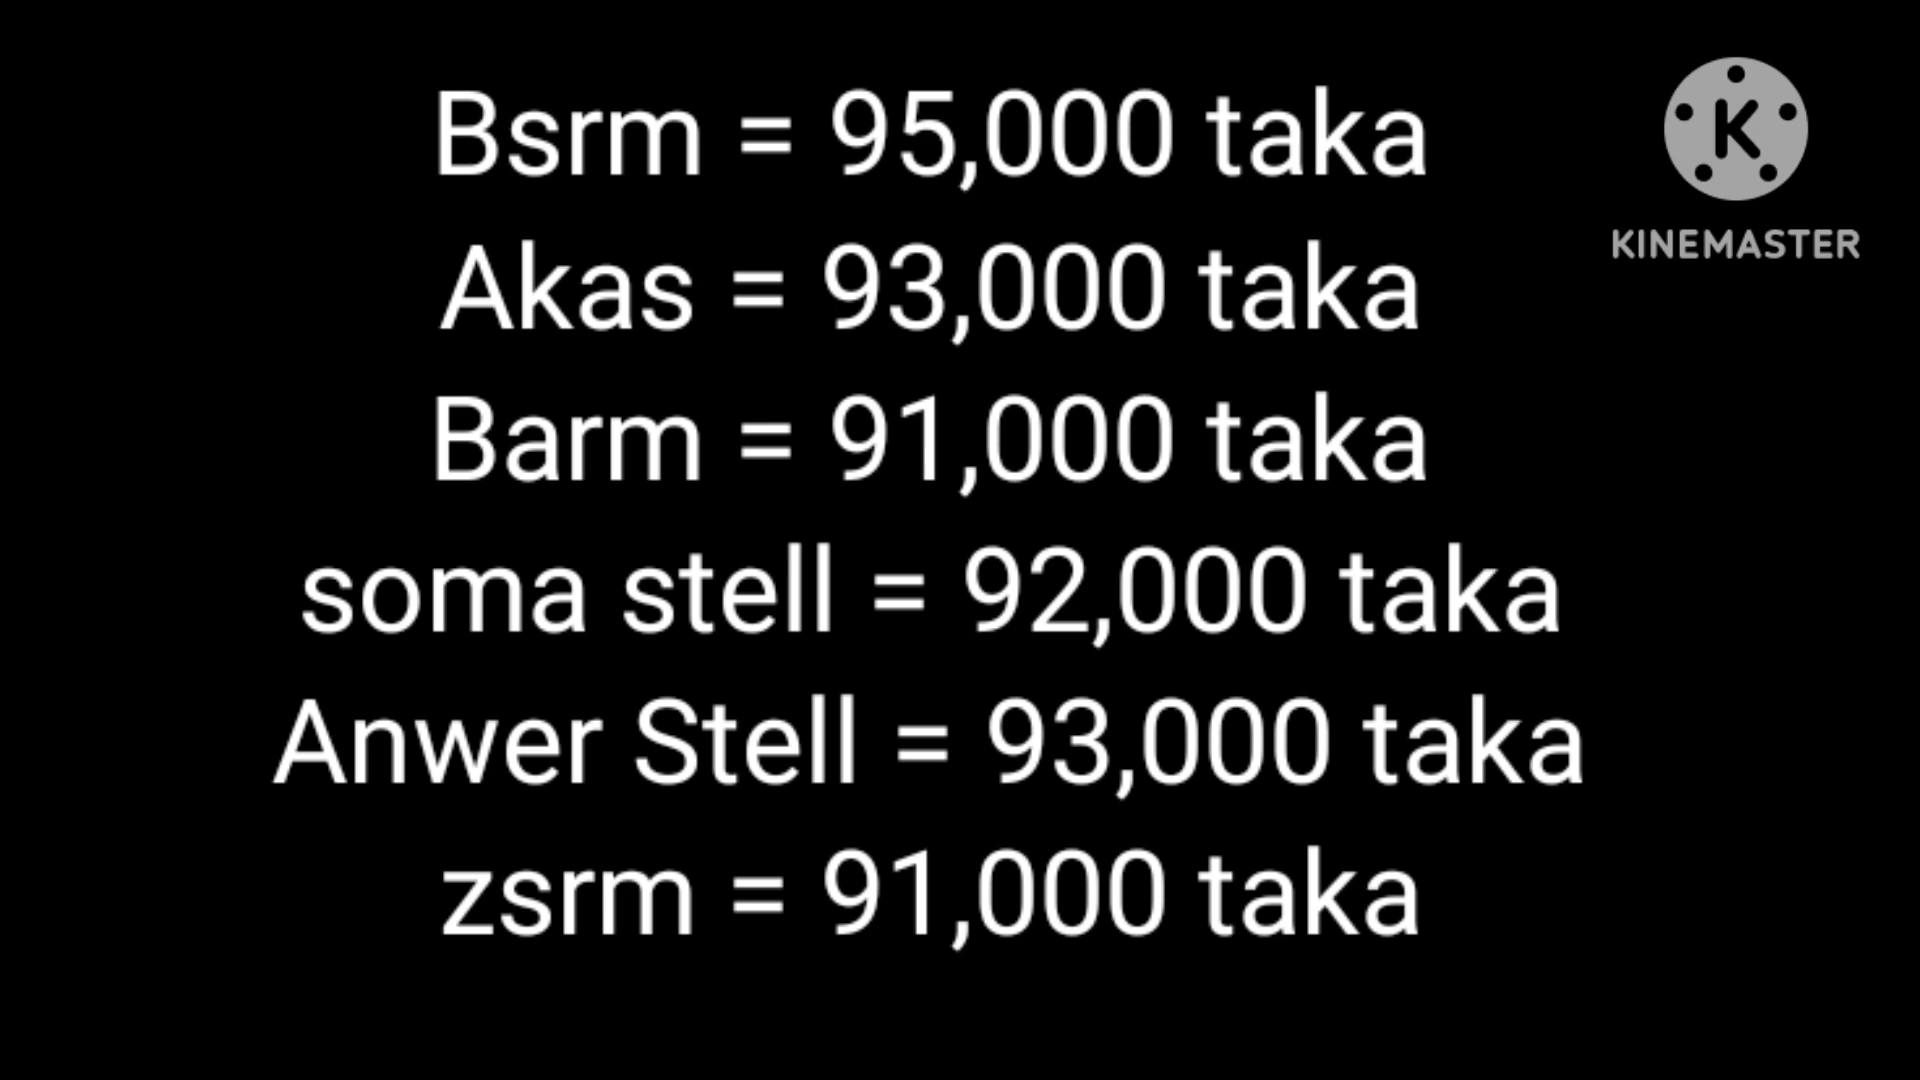 Bsrm = 95,000 taka
Akas = 93,000 taka
Barm = 91,000 taka
soma stell = 92,000 taka
Anwer Stell = 93,000 taka
zsrm = 91,000 taka
K
KINEMASTER